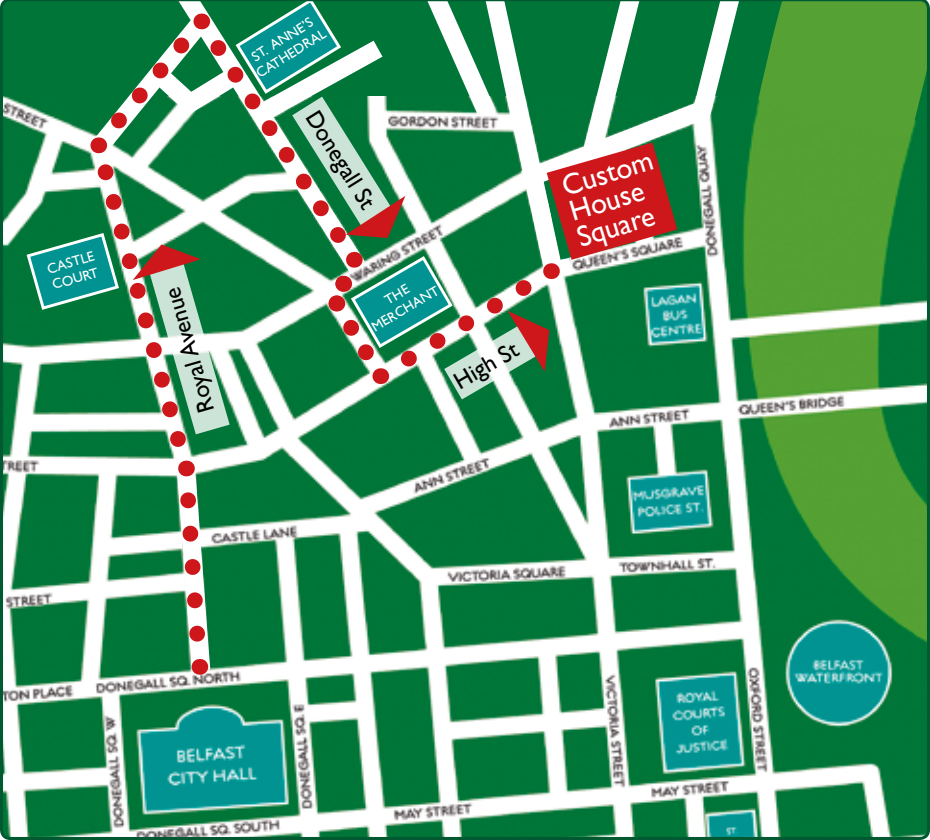 ST. ANNE'S
CATHEDRAL
STREET
GORDON STREET
Donegall St
Custom
House
Square
DONEGALL QUAY
WARING STREET
QUEEN'S SQUARE
CASTLE
COURT
THE
MERCHANT
LAGAN
BUS
CENTRE
Royal Avenue
High St
ANN STREET
QUEEN'S BRIDGE
TREET
ANN STREET
MUSGRAVE
POLICE ST.
CASTLE LANE
VICTORIA SQUARE
TOWNHALL ST.
STREET
BELFAST
WATERFRONT
TON PLACE
DONEGALL SQ. NORTH
ROYAL
COURTS
OF
JUSTICE
VICTORIA STREET
OXFORD STREET
DONEGALL SQ. W
BELFAST
CITY HALL
DONEGALL SQ. E
MAY STREET
MAY STREET
DONEGALL SQ. SOUTH
ST